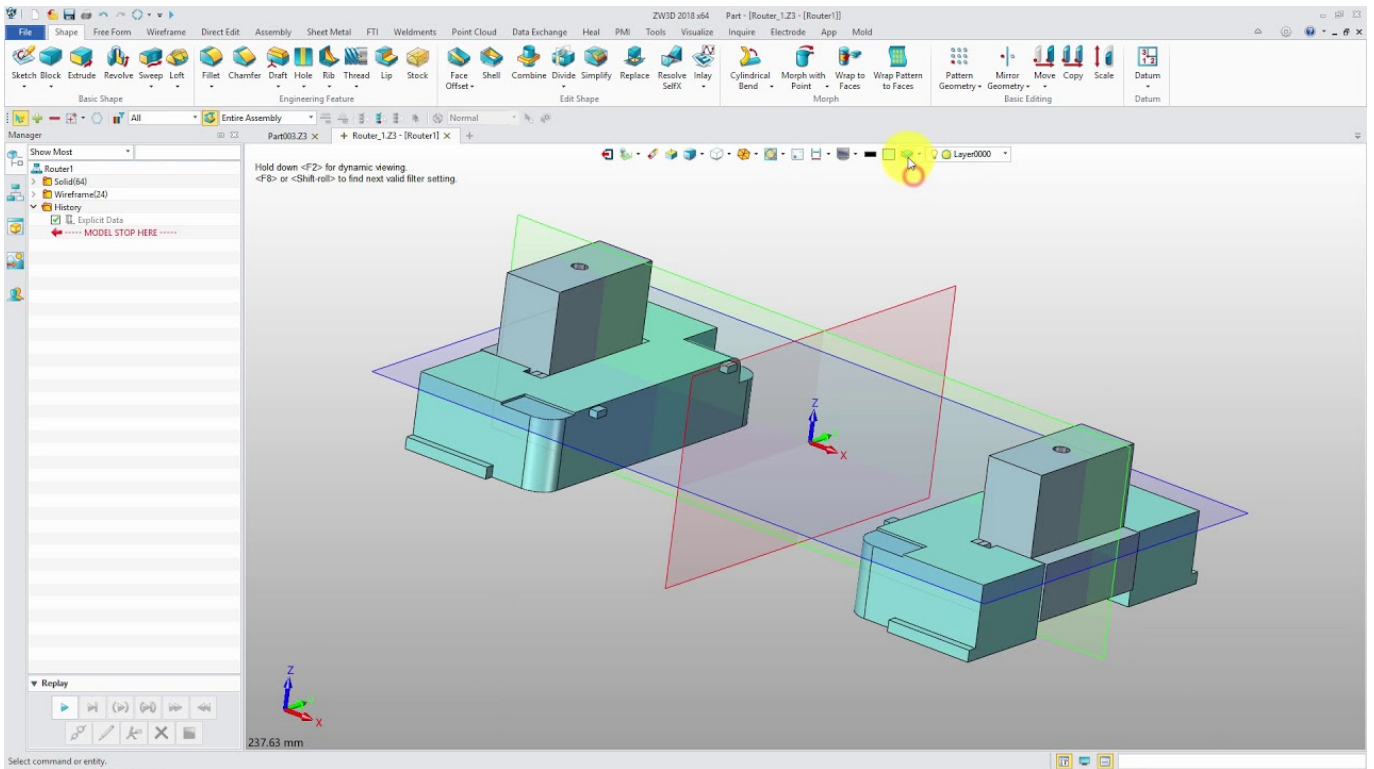 ZW3D 2018 x64 Part - [Router_1.Z3 - [Router1]]
File Shape Free Form Wireframe Direct Edit Assembly Sheet Metal FTI Weldments Point Cloud Data Exchange Heal PMI Tools Visualize Inquire Electrode App Mold
Sketch Block Extrude Revolve Sweep Loft Fillet Chamfer Draft Hole Rib Thread Lip Stock Face Offset Shell Combine Divide Simplify Replace Resolve SelfX Inlay Cylindrical Bend Morph with Point Wrap to Faces Wrap Pattern to Faces Pattern Geometry Mirror Geometry Move Copy Scale Datum
Basic Shape Engineering Feature Edit Shape Morph Basic Editing Datum
All Entire Assembly Normal
Manager Part003.Z3 Router_1.Z3 - [Router1]
Show Most
Layer0000
Hold down <F2> for dynamic viewing.
<F8> or <Shift-roll> to find next valid filter setting.
Router1
Solid(64)
Wireframe(24)
History
Explicit Data
----- MODEL STOP HERE -----
Z
X
Replay
Z
X
237.63 mm
Select command or entity.